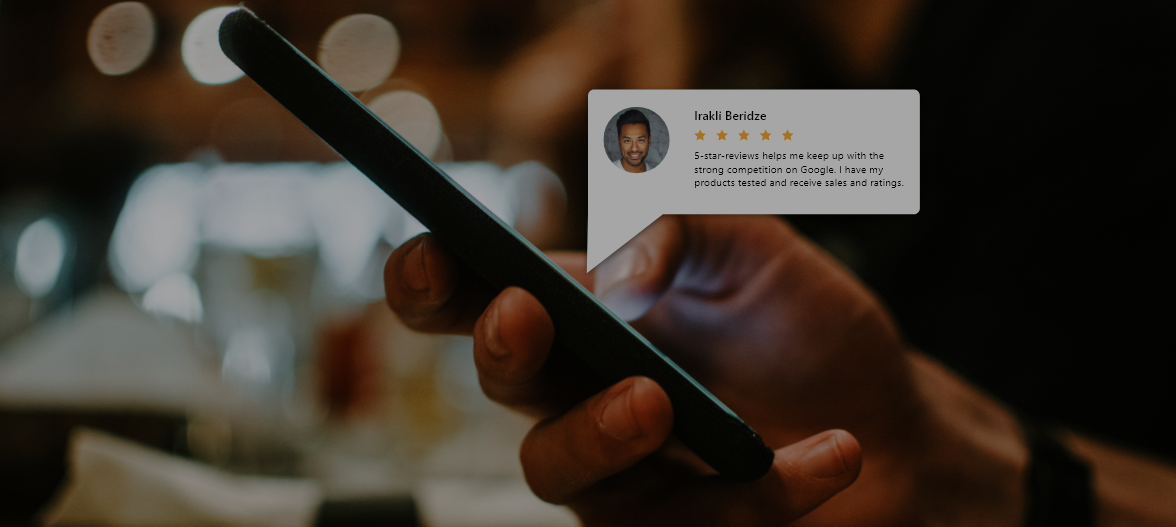 Irakli Beridze
5-star-reviews helps me keep up with the
strong competition on Google. I have my
products tested and receive sales and ratings.